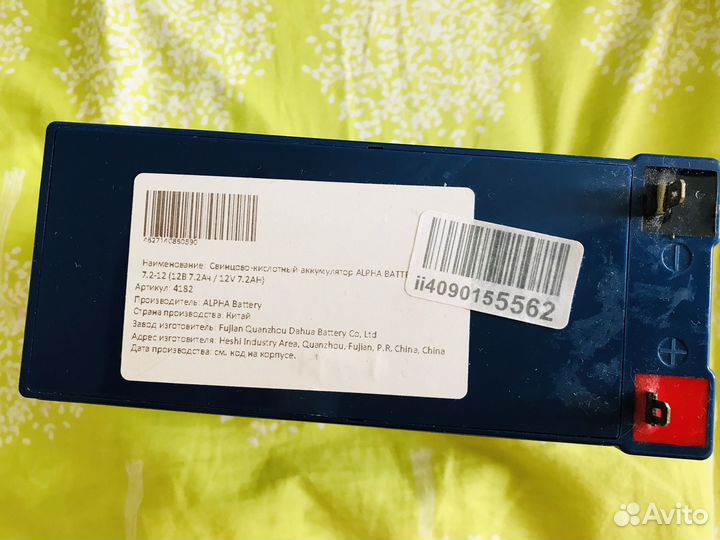 4627140850590
Наименование: Свинцово-кислотный аккумулятор ALPHA
7.2-12 (12В 7.2Ач / 12V 7.2AH)
Артикул: 4182
Производитель: ALPHA Battery
Страна производства: Китай
Завод изготовитель: Fujian Quanzhou Dahua Battery Co, Ltd
Адрес изготовителя: Heshi Industry Area, Quanzhou, Fujian, P.R. China, China
Дата производства: см. код на корпусе.
ii4090155562
Avito